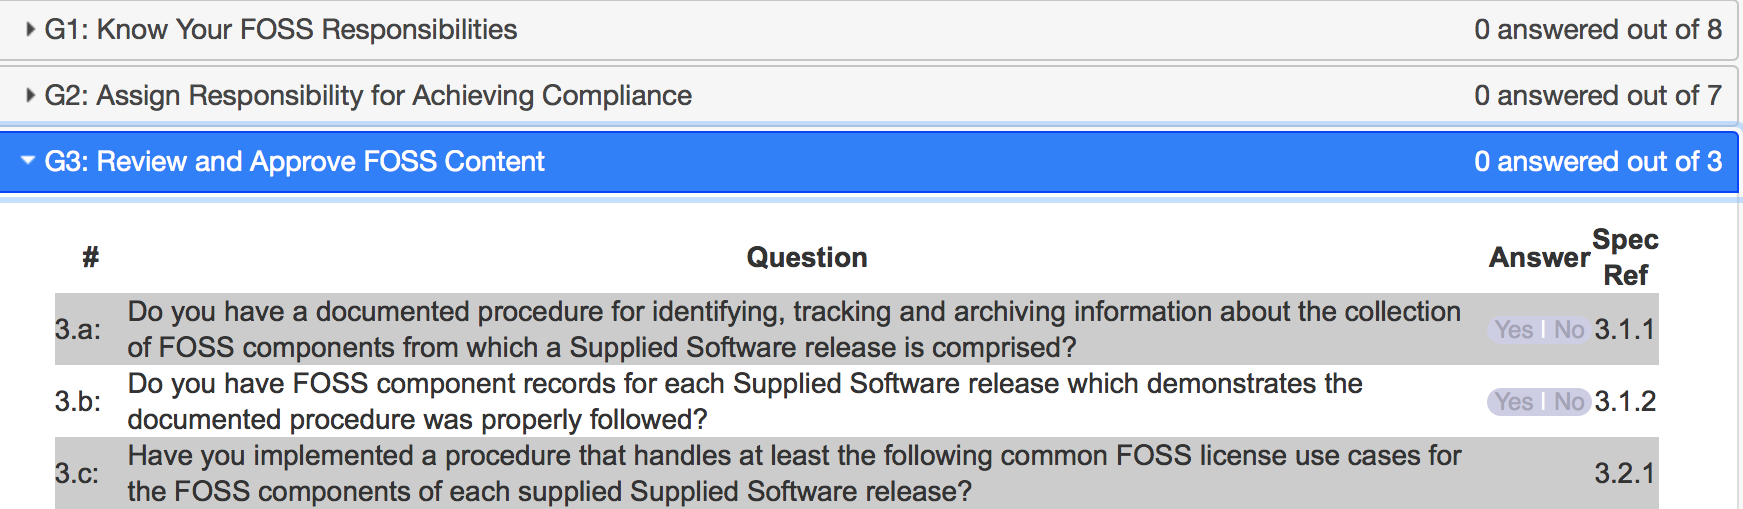 G1: Know Your FOSS Responsibilities 0 answered out of 8
G2: Assign Responsibility for Achieving Compliance 0 answered out of 7
G3: Review and Approve FOSS Content 0 answered out of 3
# Question Answer Spec Ref
3.a: Do you have a documented procedure for identifying, tracking and archiving information about the collection
of FOSS components from which a Supplied Software release is comprised? Yes | No 3.1.1
3.b: Do you have FOSS component records for each Supplied Software release which demonstrates the
documented procedure was properly followed? Yes | No 3.1.2
3.c: Have you implemented a procedure that handles at least the following common FOSS license use cases for
the FOSS components of each supplied Supplied Software release? 3.2.1